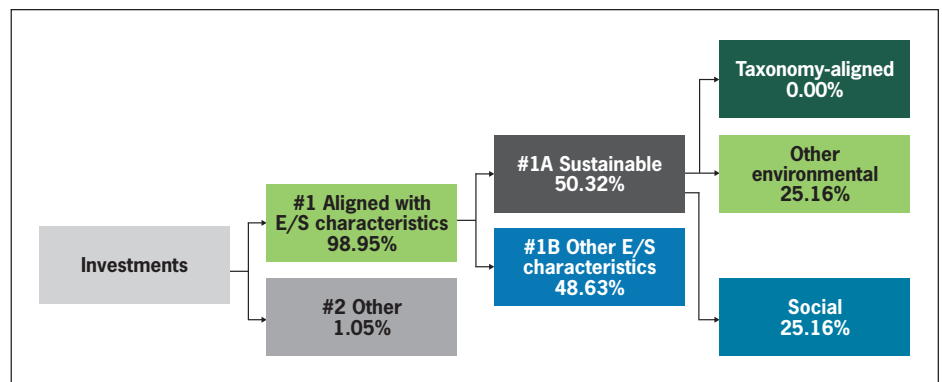 Investments
#1 Aligned with
E/S characteristics
98.95%
#2 Other
1.05%
#1A Sustainable
50.32%
#1B Other E/S
characteristics
48.63%
Taxonomy-aligned
0.00%
Other
environmental
25.16%
Social
25.16%